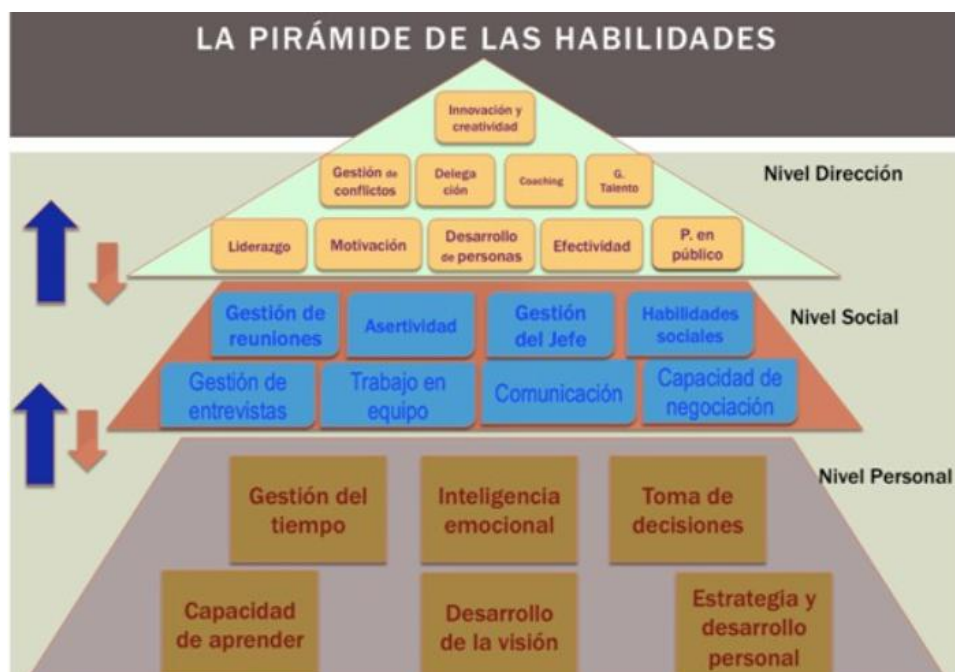 LA PIRÁMIDE DE LAS HABILIDADES
Innovación y
creatividad
Nivel Dirección
Gestión de
conflictos
Delega
ción
Coaching
G.
Talento
Liderazgo
Motivación
Desarrollo
de personas
Efectividad
P. en
público
Nivel Social
Gestión de
reuniones
Asertividad
Gestión
del Jefe
Habilidades
sociales
Gestión de
entrevistas
Trabajo en
equipo
Comunicación
Capacidad de
negociación
Nivel Personal
Gestión del
tiempo
Inteligencia
emocional
Toma de
decisiones
Capacidad
de aprender
Desarrollo
de la visión
Estrategia y
desarrollo
personal